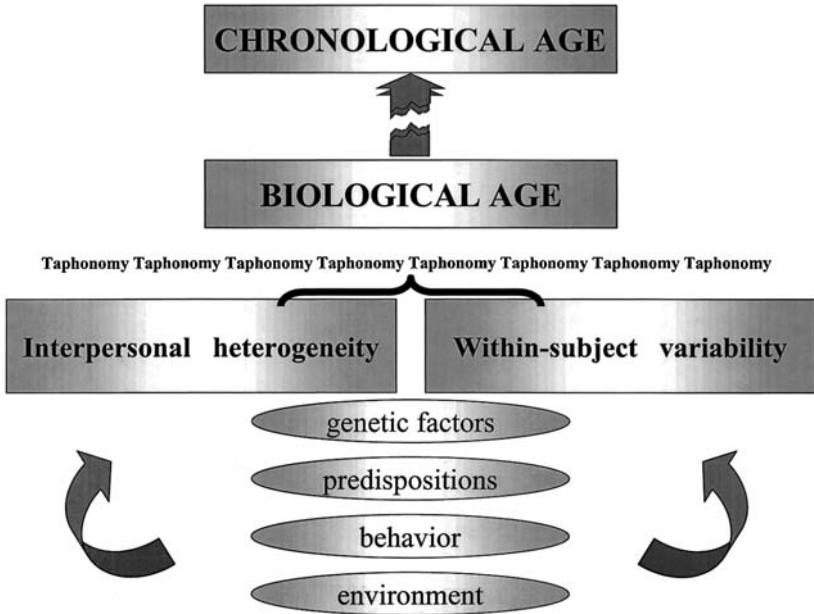 CHRONOLOGICAL AGE
BIOLOGICAL AGE
Taphonomy Taphonomy Taphonomy Taphonomy Taphonomy Taphonomy Taphonomy Taphonomy
Interpersonal heterogeneity
Within-subject variability
genetic factors
predispositions
behavior
environment